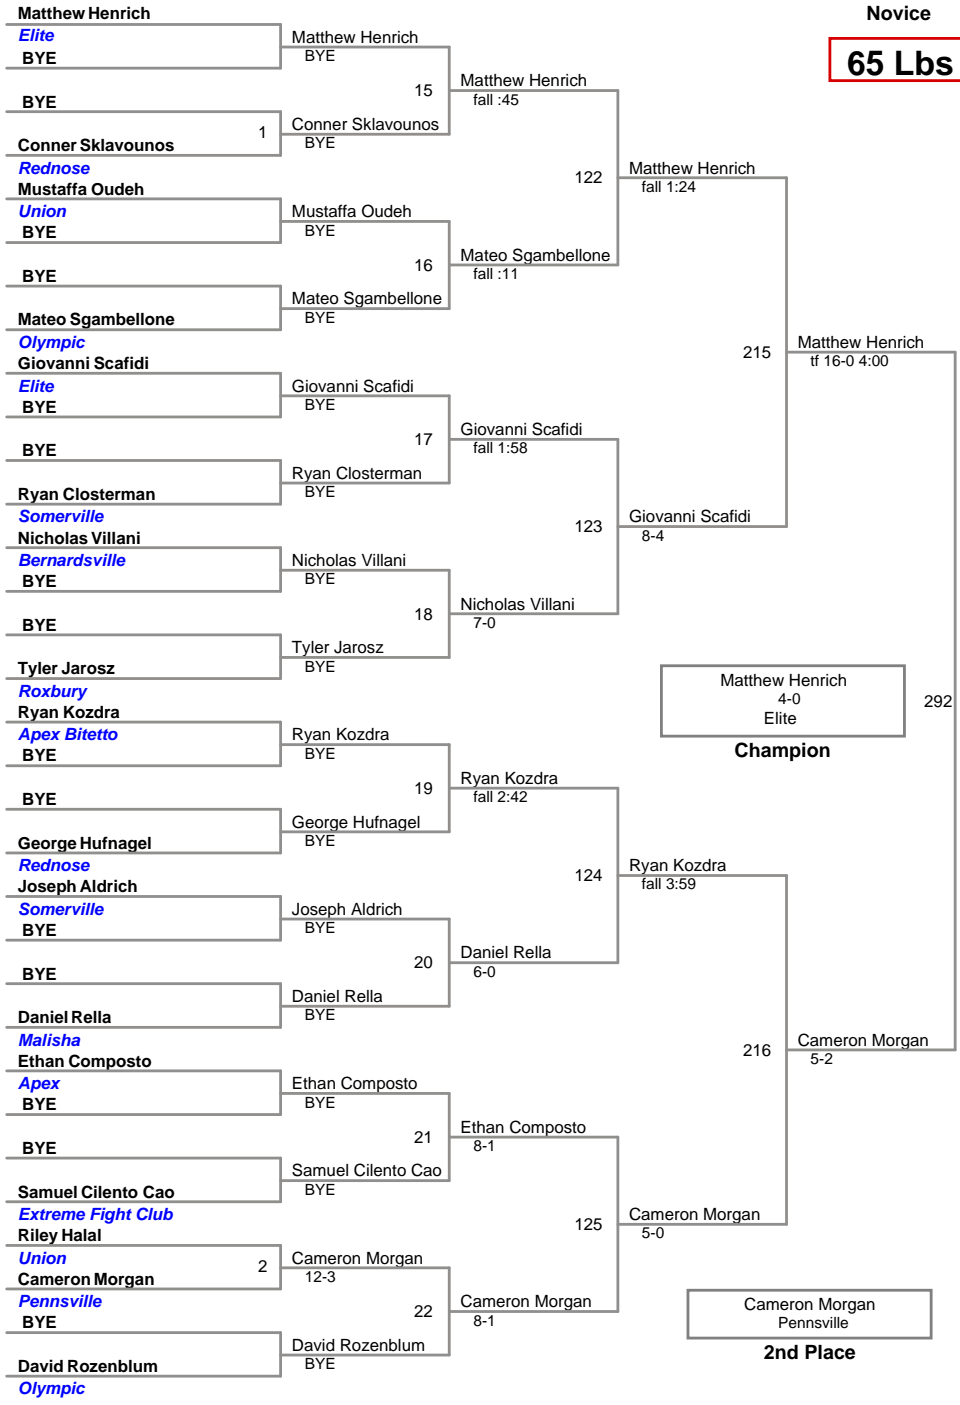 Novice
65 Lbs
Matthew Henrich
Elite
BYE
BYE
1
Conner Sklavounos
Rednose
Mustaffa Oudeh
Union
BYE
BYE
Mateo Sgambellone
Olympic
Giovanni Scafidi
Elite
BYE
BYE
Ryan Closterman
Somerville
Nicholas Villani
Bernardsville
BYE
BYE
Tyler Jarosz
Roxbury
Ryan Kozdra
Apex Bitetto
BYE
BYE
George Hufnagel
Rednose
Joseph Aldrich
Somerville
BYE
BYE
Daniel Rella
Malisha
Ethan Composto
Apex
BYE
BYE
Samuel Cilento Cao
Extreme Fight Club
Riley Halal
Union
2
Cameron Morgan
Pennsville
BYE
David Rozenblum
Olympic
Matthew Henrich
BYE
15
Conner Sklavounos
BYE
Mustaffa Oudeh
BYE
16
Mateo Sgambellone
BYE
Giovanni Scafidi
BYE
17
Ryan Closterman
BYE
Nicholas Villani
BYE
18
Tyler Jarosz
BYE
Ryan Kozdra
BYE
19
George Hufnagel
BYE
Joseph Aldrich
BYE
20
Daniel Rella
BYE
Ethan Composto
BYE
21
Samuel Cilento Cao
BYE
Cameron Morgan
12-3
22
David Rozenblum
BYE
Matthew Henrich
fall :45
122
Mateo Sgambellone
fall :11
Giovanni Scafidi
fall 1:58
123
Nicholas Villani
7-0
Ryan Kozdra
fall 2:42
124
Daniel Rella
6-0
Ethan Composto
8-1
125
Cameron Morgan
8-1
Matthew Henrich
fall 1:24
215
Giovanni Scafidi
8-4
Ryan Kozdra
fall 3:59
216
Cameron Morgan
5-0
Matthew Henrich
tf 16-0 4:00
292
Cameron Morgan
5-2
Matthew Henrich
4-0
Elite
Champion
Cameron Morgan
Pennsville
2nd Place